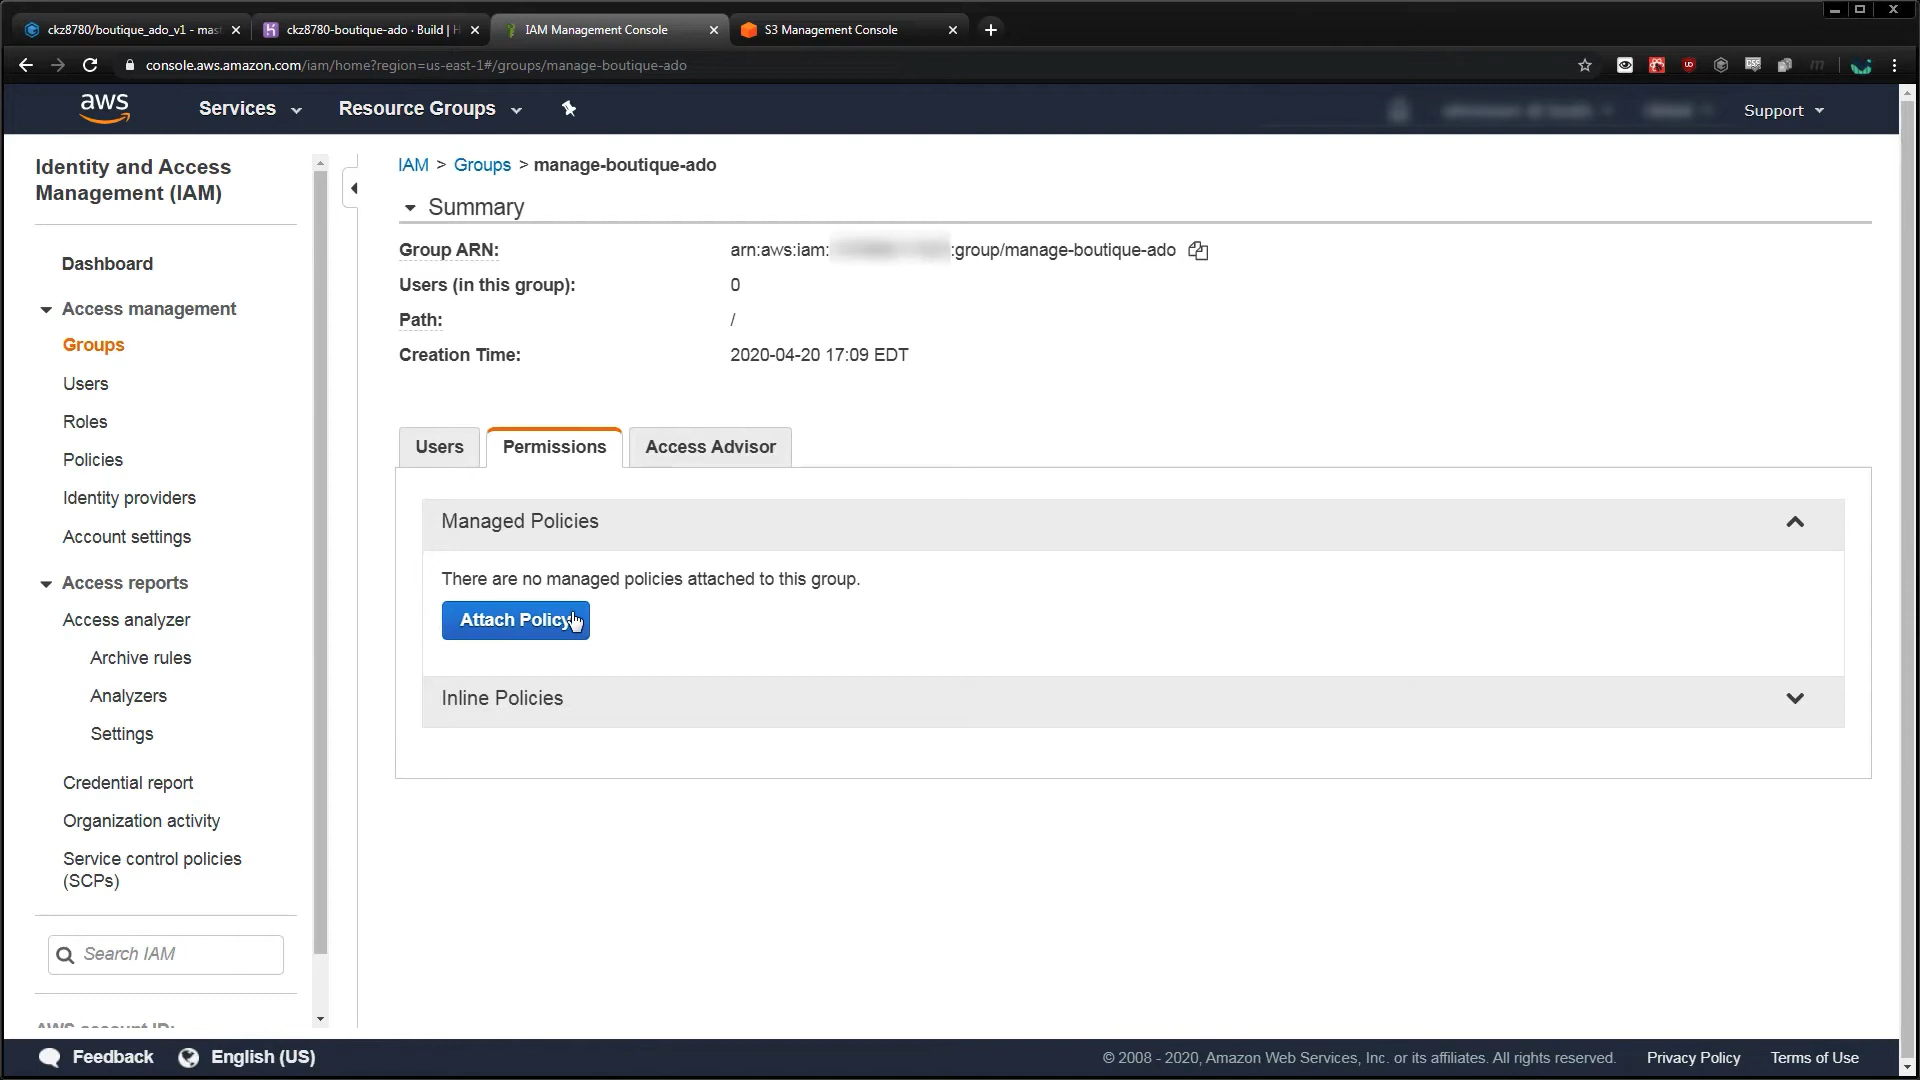 ckz8780/boutique_ado_v1 - mast
ckz8780-boutique-ado · Build | H
IAM Management Console
S3 Management Console
console.aws.amazon.com/iam/home?region=us-east-1#/groups/manage-boutique-ado
aws
Services
Resource Groups
Support
Identity and Access
Management (IAM)
Dashboard
Access management
Groups
Users
Roles
Policies
Identity providers
Account settings
Access reports
Access analyzer
Archive rules
Analyzers
Settings
Credential report
Organization activity
Service control policies
(SCPs)
Search IAM
AWS account ID:
IAM > Groups > manage-boutique-ado
Summary
Group ARN: arn:aws:iam: :group/manage-boutique-ado
Users (in this group): 0
Path: /
Creation Time: 2020-04-20 17:09 EDT
Users Permissions Access Advisor
Managed Policies
There are no managed policies attached to this group.
Attach Policy
Inline Policies
Feedback
English (US)
© 2008 - 2020, Amazon Web Services, Inc. or its affiliates. All rights reserved.
Privacy Policy
Terms of Use